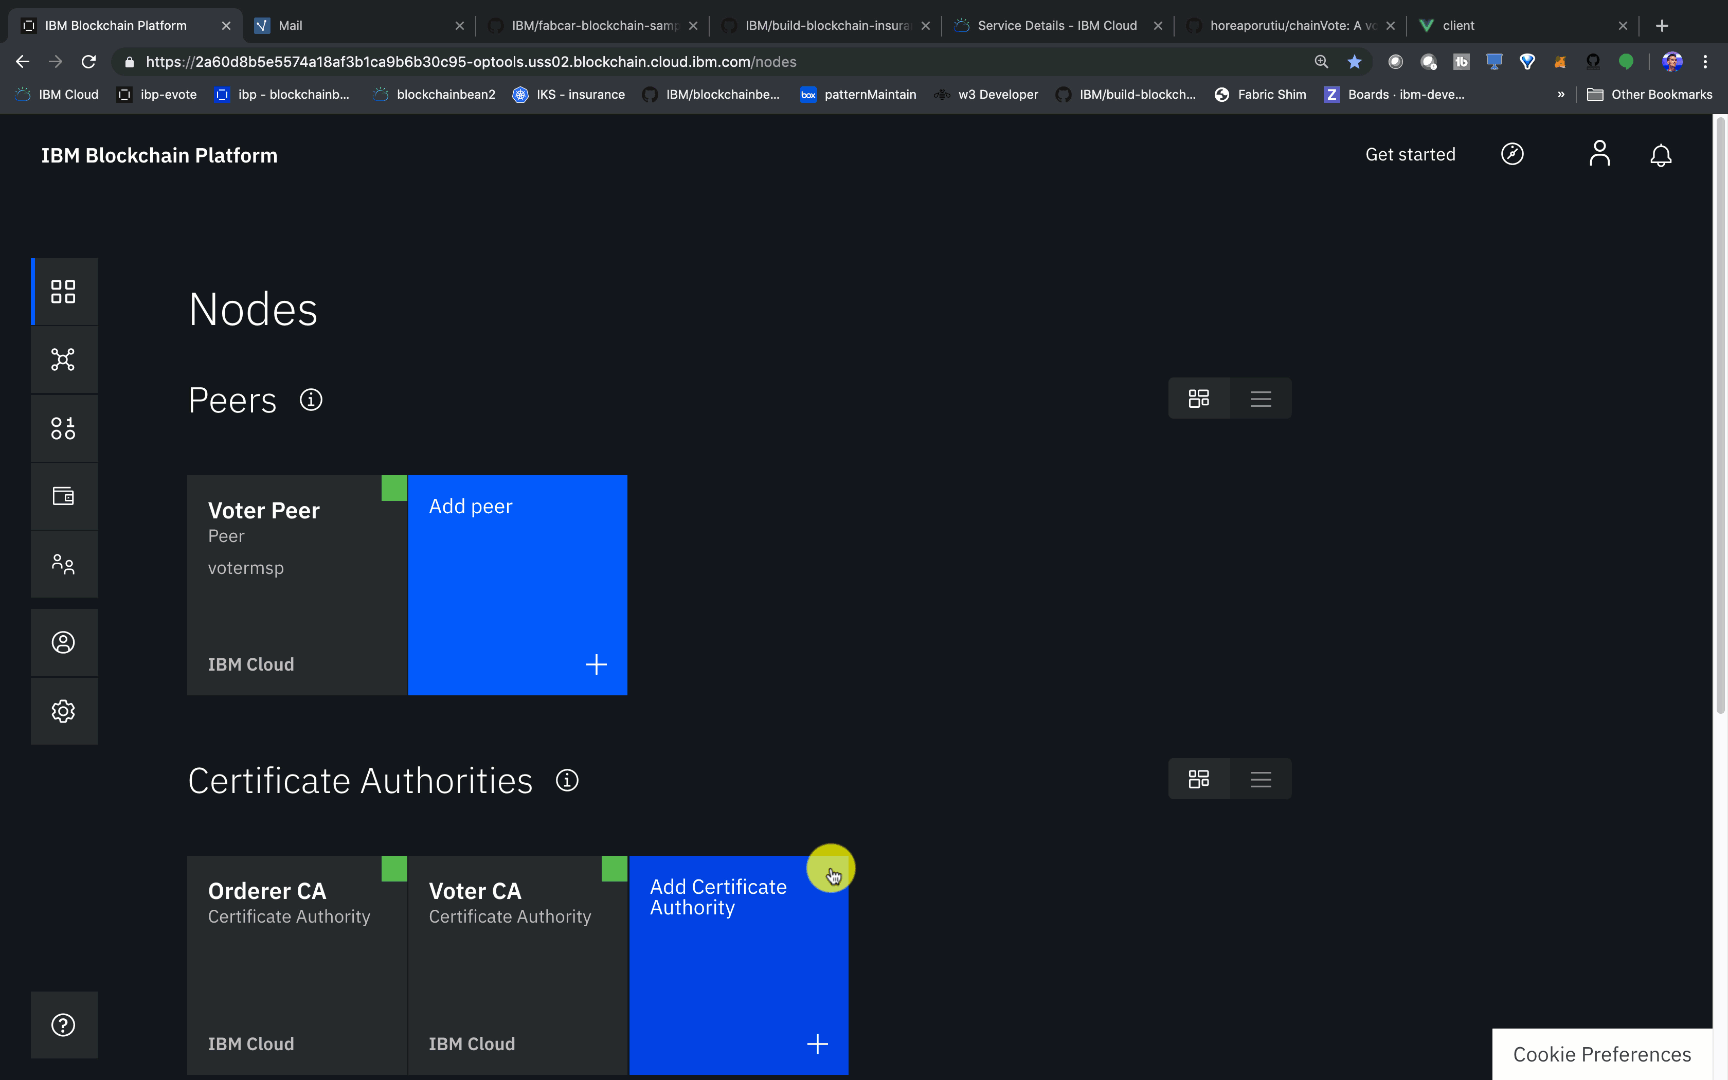 IBM Blockchain Platform
Mail
IBM/fabcar-blockchain-samp
IBM/build-blockchain-insura
Service Details - IBM Cloud
horeaporutiu/chainVote: A vo
client
https://2a60d8b5e5574a18af3b1ca9b6b30c95-optools.uss02.blockchain.cloud.ibm.com/nodes
IBM Cloud
ibp-evote
ibp - blockchainb...
blockchainbean2
IKS - insurance
IBM/blockchainbe...
box
patternMaintain
w3 Developer
IBM/build-blockch...
Fabric Shim
Z
Boards · ibm-deve...
»
Other Bookmarks
IBM Blockchain Platform
Get started
Nodes
Peers
Voter Peer
Peer
votermsp
IBM Cloud
Add peer
Certificate Authorities
Orderer CA
Certificate Authority
IBM Cloud
Voter CA
Certificate Authority
IBM Cloud
Add Certificate
Authority
Cookie Preferences